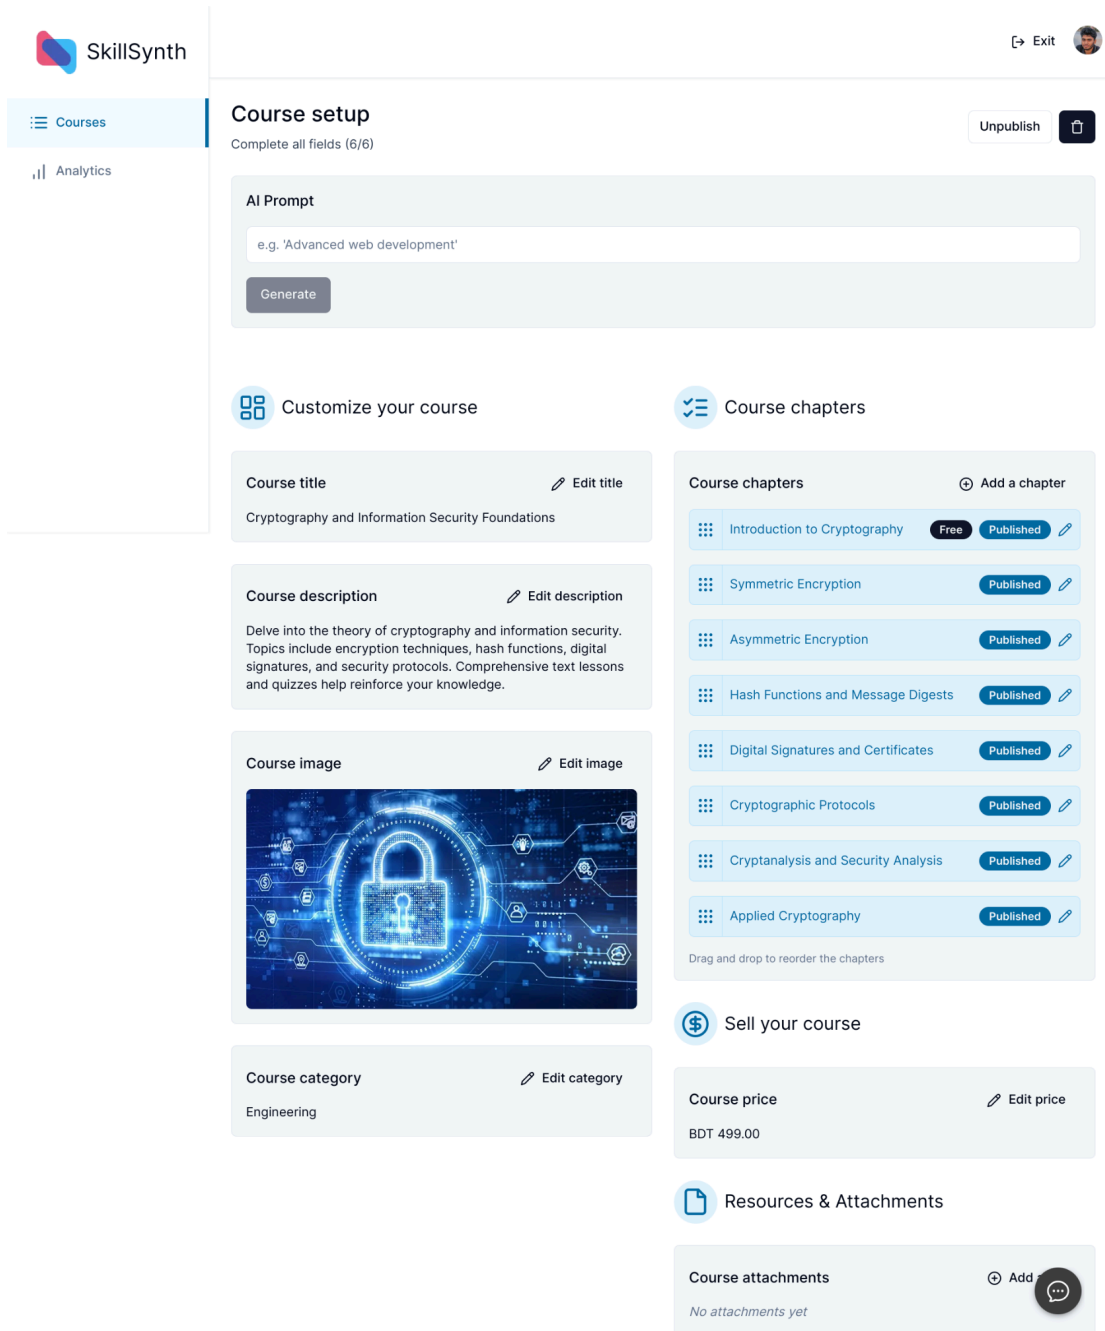 SkillSynth
Exit
Courses
Analytics
Course setup
Complete all fields (6/6)
Unpublish
AI Prompt
e.g. 'Advanced web development'
Generate
Customize your course
Course title
Edit title
Cryptography and Information Security Foundations
Course description
Edit description
Delve into the theory of cryptography and information security.
Topics include encryption techniques, hash functions, digital
signatures, and security protocols. Comprehensive text lessons
and quizzes help reinforce your knowledge.
Course image
Edit image
Course category
Edit category
Engineering
Course chapters
Course chapters
Add a chapter
Introduction to Cryptography
Free
Published
Symmetric Encryption
Published
Asymmetric Encryption
Published
Hash Functions and Message Digests
Published
Digital Signatures and Certificates
Published
Cryptographic Protocols
Published
Cryptanalysis and Security Analysis
Published
Applied Cryptography
Published
Drag and drop to reorder the chapters
Sell your course
Course price
Edit price
BDT 499.00
Resources & Attachments
Course attachments
Add
No attachments yet